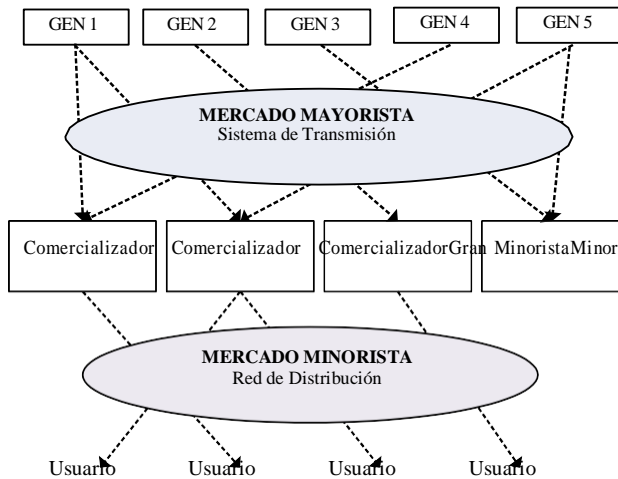 GEN 1 GEN 2 GEN 3 GEN 4 GEN 5
MERCADO MAYORISTA
Sistema de Transmisión
Comercializador Comercializador ComercializadorGran MinoristaMinor
MERCADO MINORISTA
Red de Distribución
Usuario Usuario Usuario Usuario